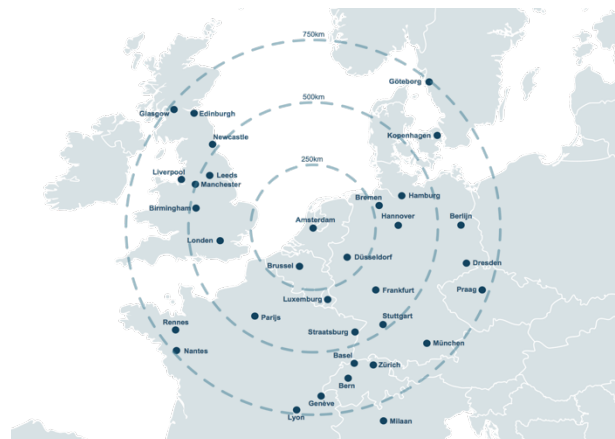 750km
Göteborg
500km
Glasgow
Edinburgh
Kopenhagen
Newcastle
250km
Liverpool
Leeds
Manchester
Hamburg
Bremen
Birmingham
Amsterdam
Hannover
Berlijn
Londen
Düsseldorf
Brussel
Dresden
Frankfurt
Praag
Luxemburg
Parijs
Rennes
Stuttgart
Straatsburg
München
Nantes
Basel
Zürich
Bern
Genève
Lyon
Milaan